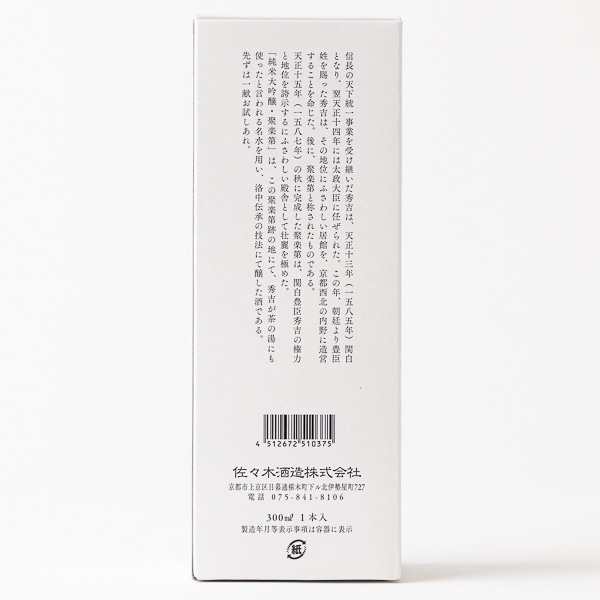 信長の天下統一事業を受け継いだ秀吉は、天正十三年（一五八五年）関白
となり、翌天正十四年には太政大臣に任ぜられた。この年、朝廷より豊臣
姓を賜った秀吉は、その地位にふさわしい居館を、京都西北の内野に造営
することを命じた。後に、聚楽第と称されたものである。
天正十五年（一五八七年）の秋に完成した聚楽第は、関白豊臣秀吉の権力
と地位を誇示するにふさわしい殿舎として壮麗を極めた。
「純米大吟醸・聚楽第」は、この聚楽第跡の地にて、秀吉が茶の湯にも
使ったと言われる名水を用い、洛中伝承の技法にて醸した酒である。
先ずは一献お試しあれ。
4 512672 510375
佐々木酒造株式会社
京都市上京区日暮通椹木町下ル北伊勢屋町727
電話 075-841-8106
300㎖ 1本入
製造年月等表示事項は容器に表示
紙